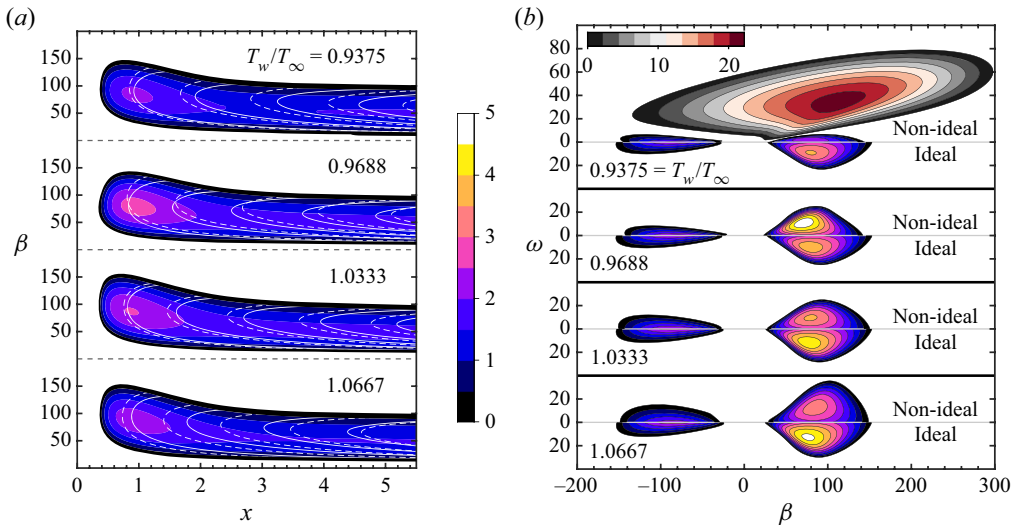 (a)
T_w/T_∞ = 0.9375
150
100
50
0.9688
150
100
50
1.0333
150
100
50
1.0667
150
100
50
β
0 1 2 3 4 5
x
5
4
3
2
1
0
(b)
0 10 20
80
60
40
20
0
20
Non-ideal
Ideal
0.9375 = T_w/T_∞
20
0
20
Non-ideal
Ideal
0.9688
20
0
20
Non-ideal
Ideal
1.0333
20
0
20
Non-ideal
Ideal
1.0667
ω
–200 –100 0 100 200 300
β